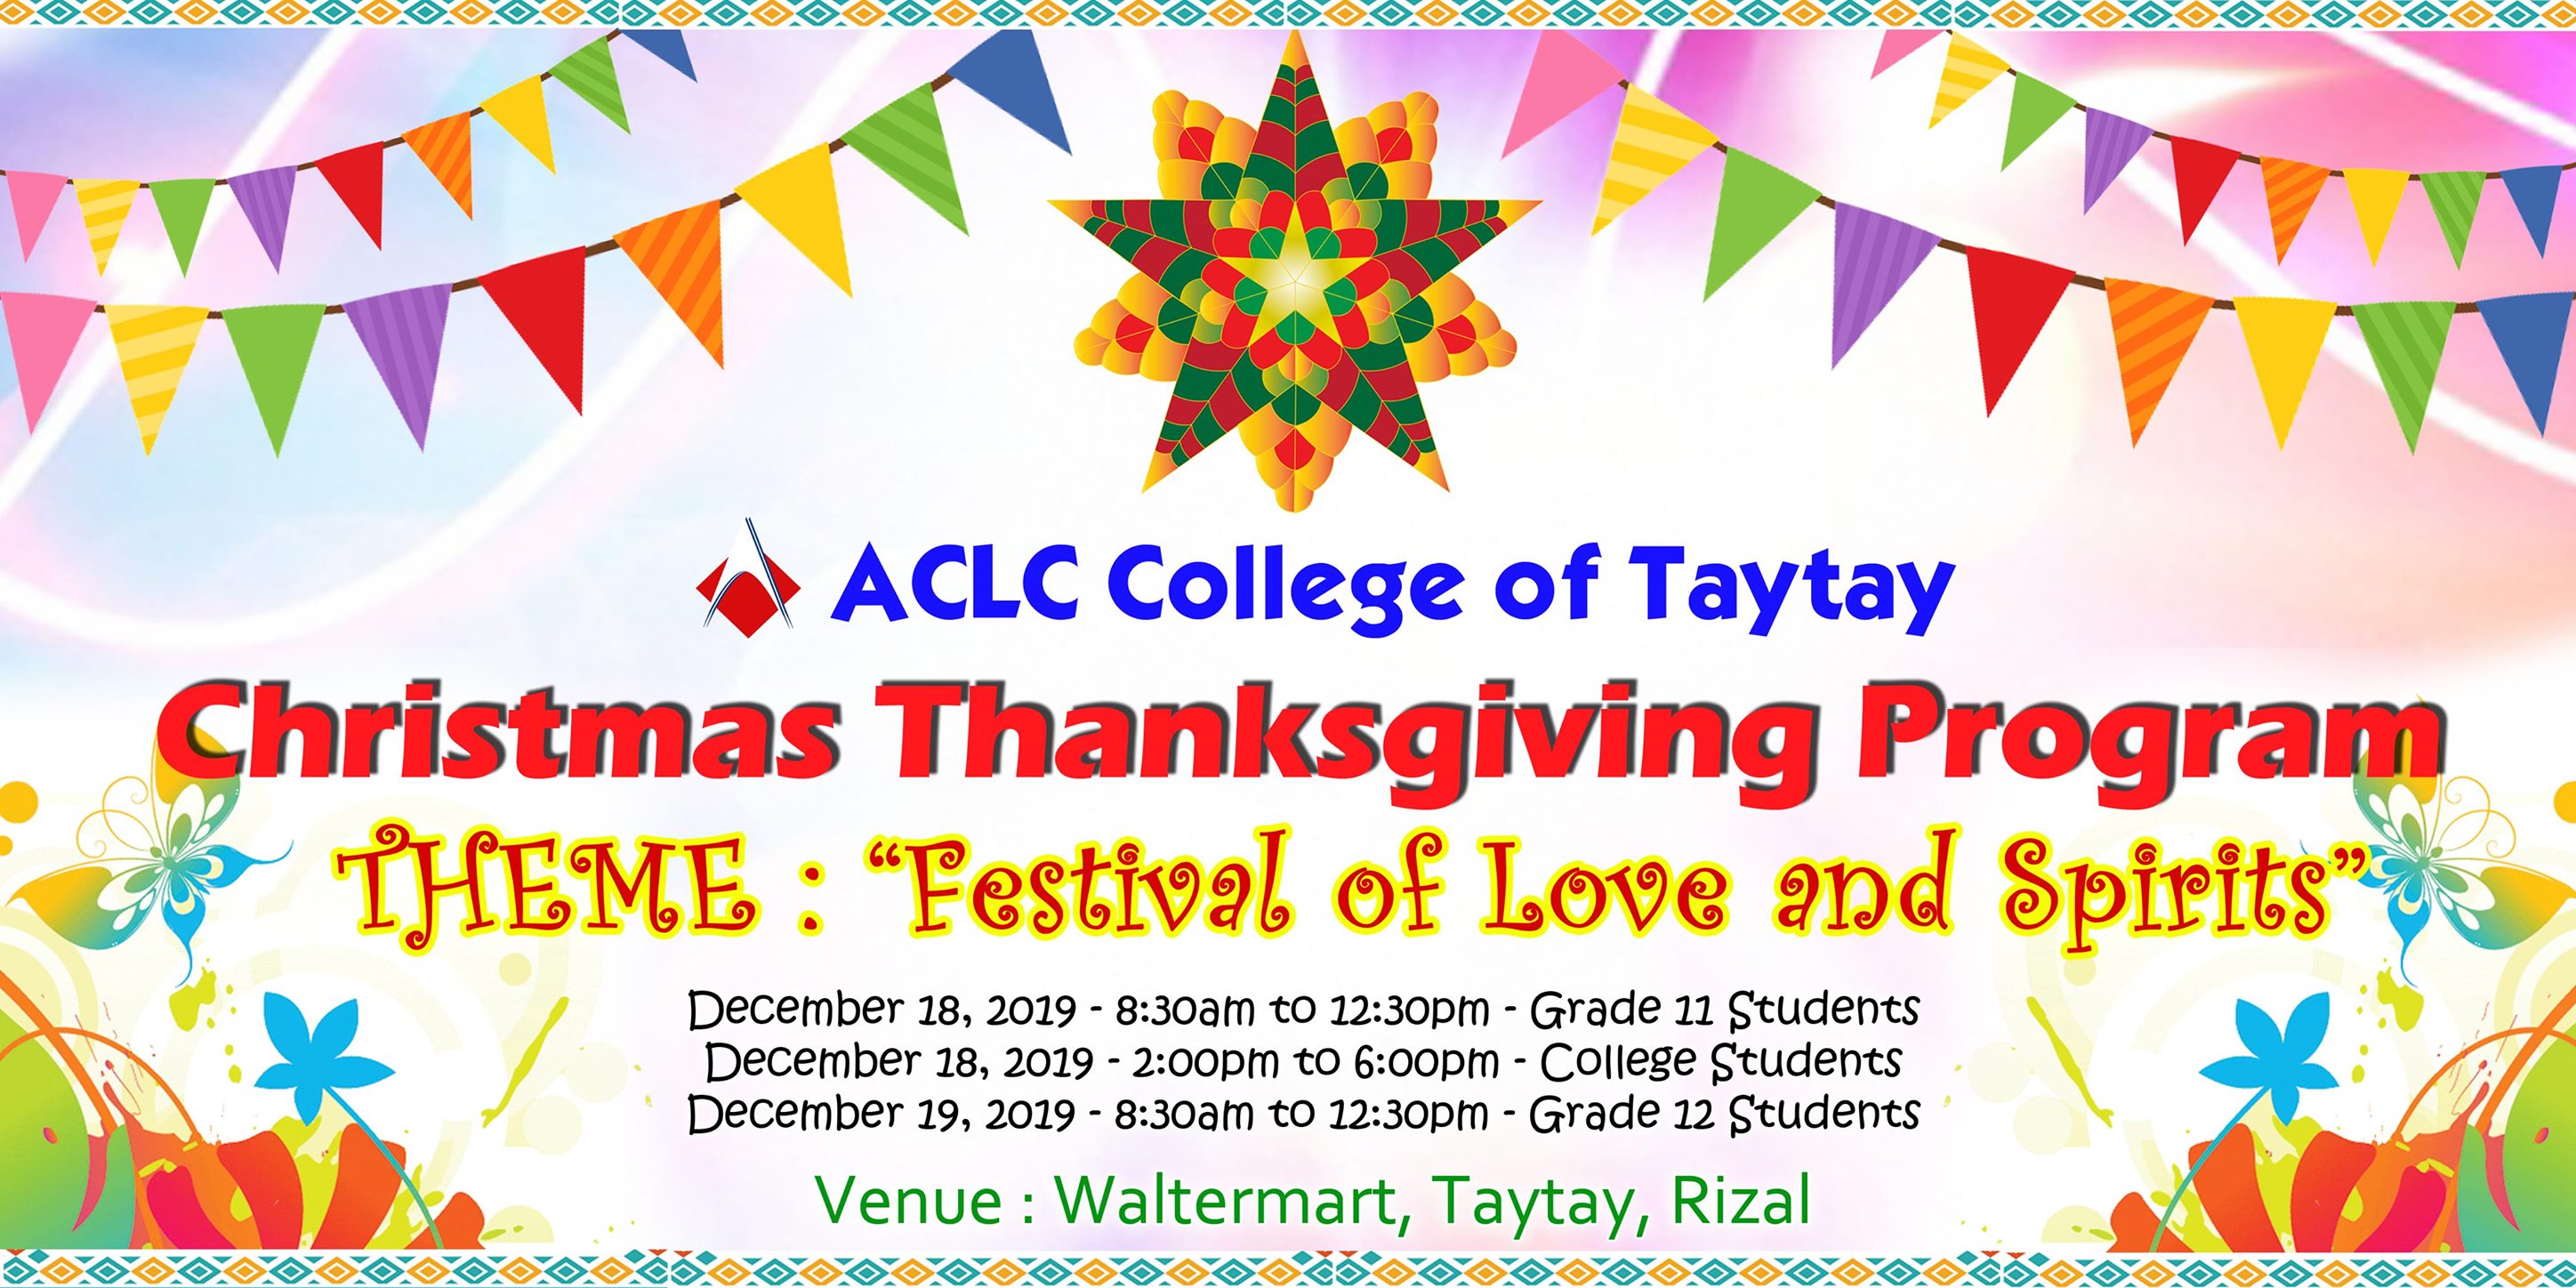 ACLC College of Taytay
Christmas Thanksgiving Program
THEME : “Festival of Love and Spirits”
December 18, 2019 - 8:30am to 12:30pm - Grade 11 Students
December 18, 2019 - 2:00pm to 6:00pm - College Students
December 19, 2019 - 8:30am to 12:30pm - Grade 12 Students
Venue : Waltermart, Taytay, Rizal